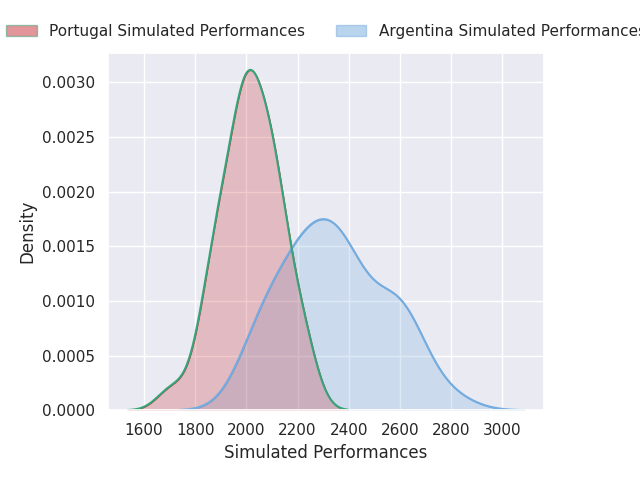 Portugal Simulated Performances
Argentina Simulated Performances
0.0030
0.0025
0.0020
0.0015
0.0010
0.0005
0.0000
Density
1600 1800 2000 2200 2400 2600 2800 3000
Simulated Performances